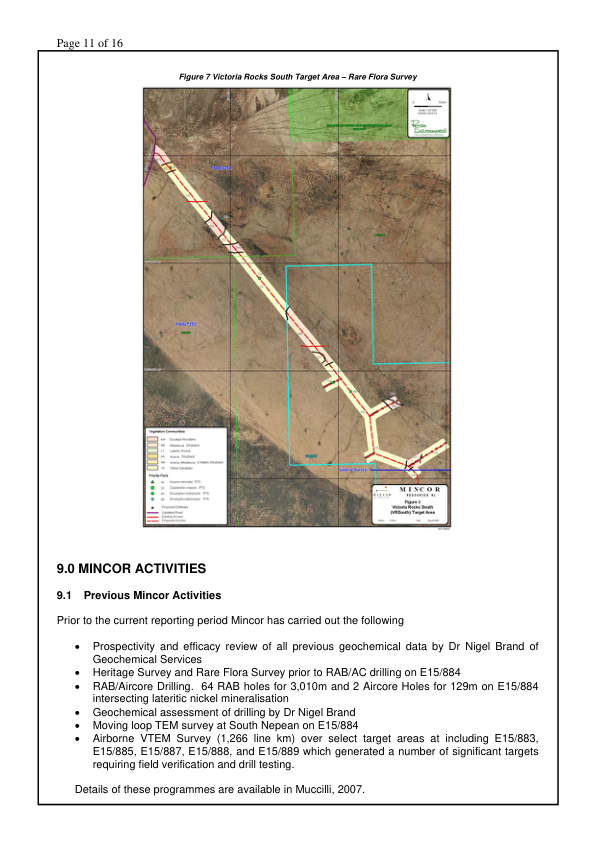 Page 11 of 16
Figure 7 Victoria Rocks South Target Area – Rare Flora Survey
Vegetation Communities
MINCOR
RESOURCES NL
Figure 3
Victoria Rocks South
(VRSouth) Target Area
9.0 MINCOR ACTIVITIES
9.1 Previous Mincor Activities
Prior to the current reporting period Mincor has carried out the following
• Prospectivity and efficacy review of all previous geochemical data by Dr Nigel Brand of
Geochemical Services
• Heritage Survey and Rare Flora Survey prior to RAB/AC drilling on E15/884
• RAB/Aircore Drilling. 64 RAB holes for 3,010m and 2 Aircore Holes for 129m on E15/884
intersecting lateritic nickel mineralisation
• Geochemical assessment of drilling by Dr Nigel Brand
• Moving loop TEM survey at South Nepean on E15/884
• Airborne VTEM Survey (1,266 line km) over select target areas at including E15/883,
E15/885, E15/887, E15/888, and E15/889 which generated a number of significant targets
requiring field verification and drill testing.
Details of these programmes are available in Muccilli, 2007.